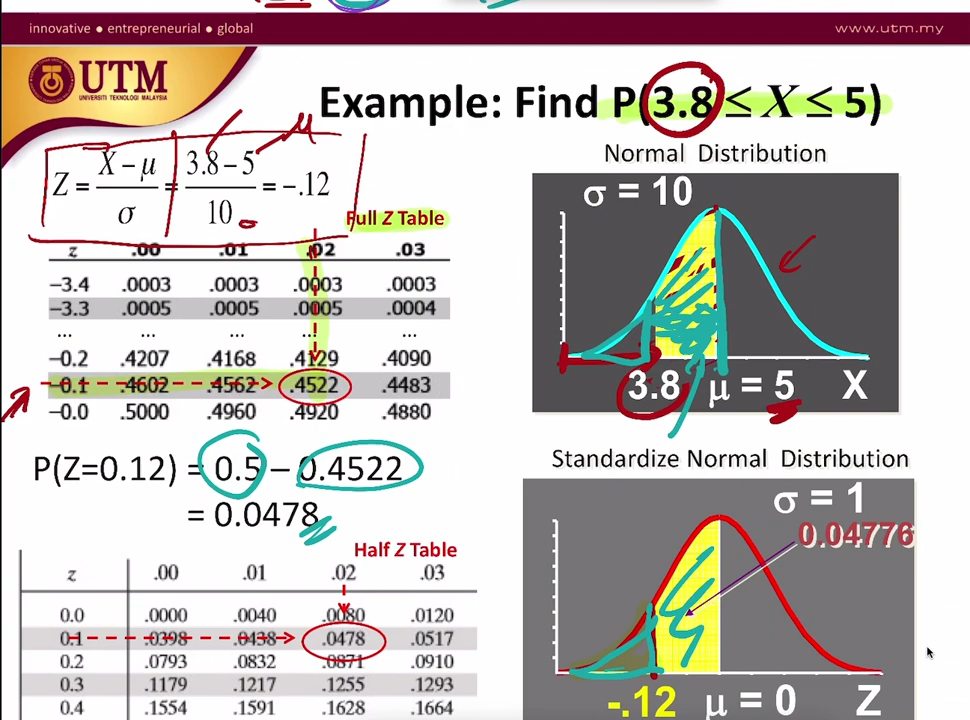 innovative ● entrepreneurial ● global
www.utm.my
UTM
UNIVERSITI TEKNOLOGI MALAYSIA
Example: Find P(3.8 ≤ X ≤ 5)
Z = (X − μ)/σ = (3.8 − 5)/10 = −.12
μ
Full Z Table
z .00 .01 .02 .03
−3.4 .0003 .0003 .0003 .0003
−3.3 .0005 .0005 .0005 .0004
... ... ... ... ...
−0.2 .4207 .4168 .4129 .4090
−0.1 .4602 .4562 .4522 .4483
−0.0 .5000 .4960 .4920 .4880
P(Z=0.12) = 0.5 − 0.4522
= 0.0478
Half Z Table
z .00 .01 .02 .03
0.0 .0000 .0040 .0080 .0120
0.1 .0398 .0438 .0478 .0517
0.2 .0793 .0832 .0871 .0910
0.3 .1179 .1217 .1255 .1293
0.4 .1554 .1591 .1628 .1664
Normal Distribution
σ = 10
3.8 μ = 5 X
Standardize Normal Distribution
σ = 1
0.04776
-.12 μ = 0 Z